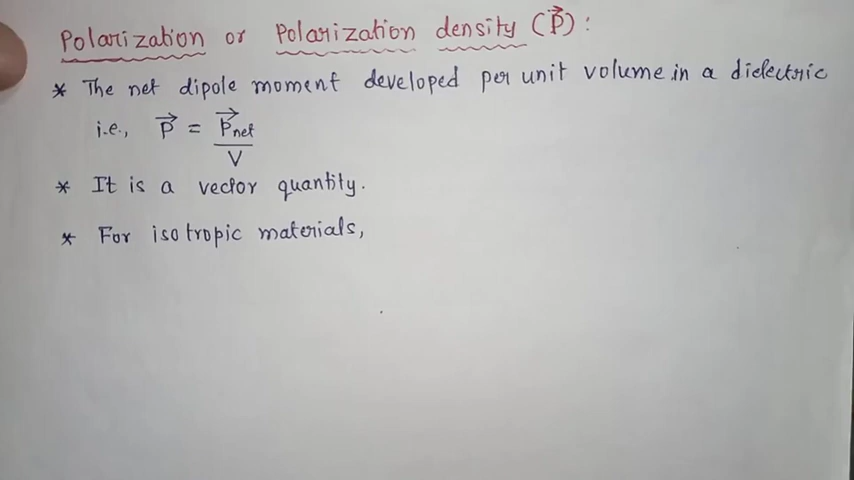 Polarization or Polarization density (P⃗):
* The net dipole moment developed per unit volume in a dielectric
i.e., P⃗ = P⃗net / V
* It is a vector quantity.
* For isotropic materials,